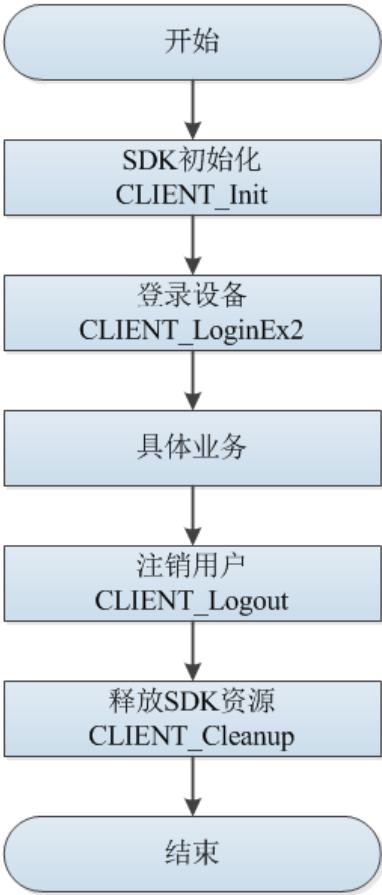 开始
SDK初始化
CLIENT_Init
登录设备
CLIENT_LoginEx2
具体业务
注销用户
CLIENT_Logout
释放SDK资源
CLIENT_Cleanup
结束